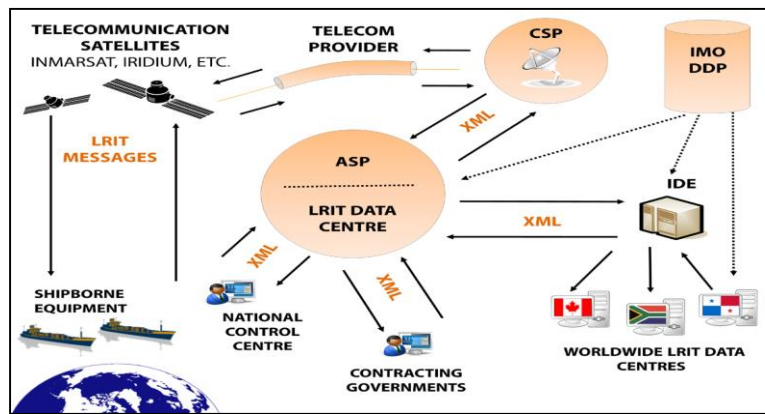 TELECOMMUNICATION
SATELLITES
INMARSAT, IRIDIUM, ETC.
TELECOM
PROVIDER
CSP
IMO
DDP
LRIT
MESSAGES
XML
ASP
LRIT DATA
CENTRE
IDE
XML
XML
XML
SHIPBORNE
EQUIPMENT
NATIONAL
CONTROL
CENTRE
CONTRACTING
GOVERNMENTS
WORLDWIDE LRIT DATA
CENTRES